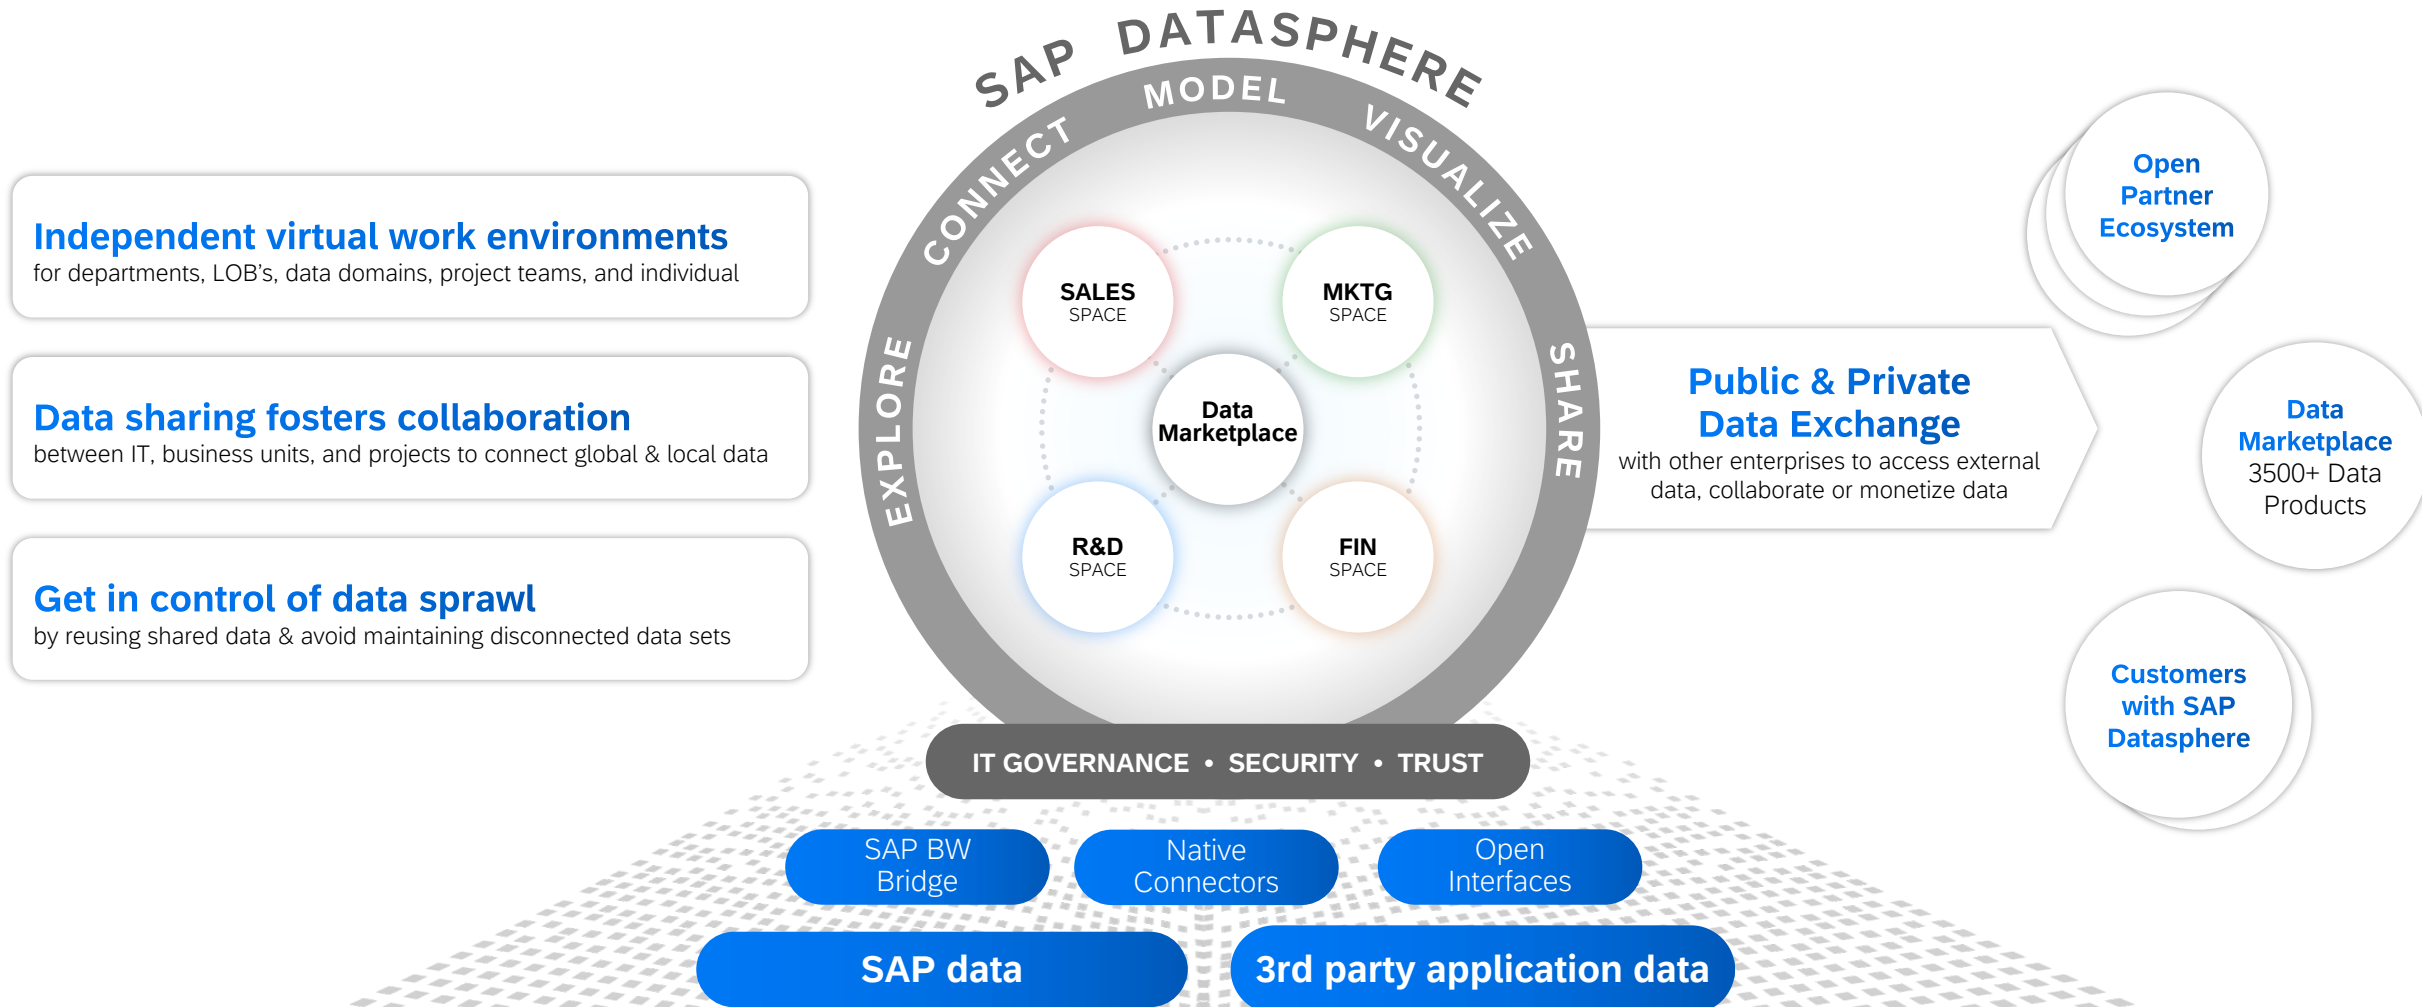 SAP DATASPHERE
EXPLORE CONNECT MODEL VISUALIZE SHARE
Independent virtual work environments
for departments, LOB's, data domains, project teams, and individual
Data sharing fosters collaboration
between IT, business units, and projects to connect global & local data
Get in control of data sprawl
by reusing shared data & avoid maintaining disconnected data sets
SALES
SPACE
MKTG
SPACE
Data
Marketplace
R&D
SPACE
FIN
SPACE
Public & Private
Data Exchange
with other enterprises to access external
data, collaborate or monetize data
Open
Partner
Ecosystem
Data
Marketplace
3500+ Data
Products
Customers
with SAP
Datasphere
IT GOVERNANCE • SECURITY • TRUST
SAP BW
Bridge
Native
Connectors
Open
Interfaces
SAP data
3rd party application data